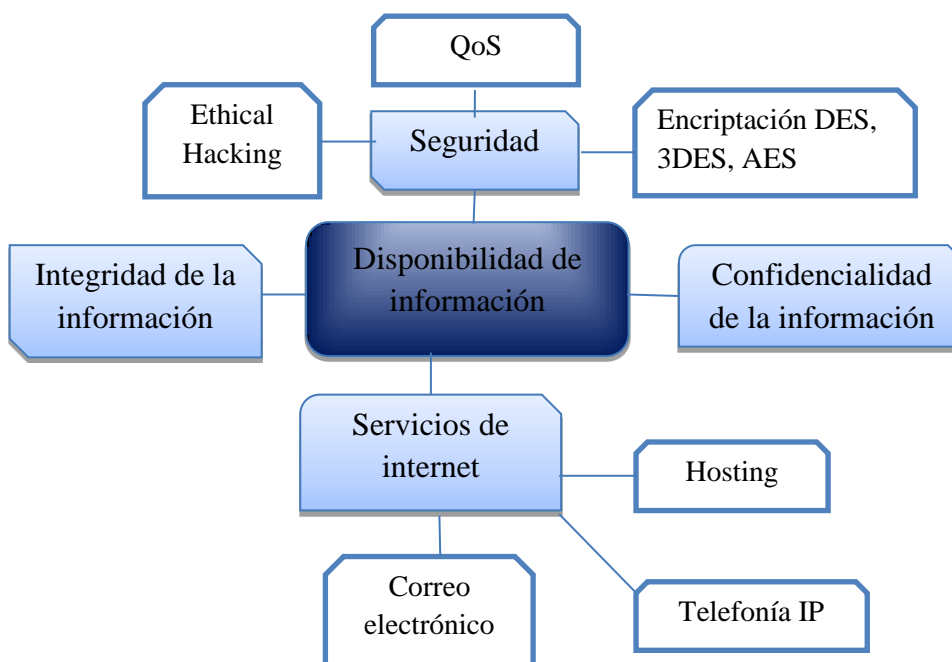 QoS
Ethical
Hacking
Seguridad
Encriptación DES,
3DES, AES
Integridad de la
información
Disponibilidad de
información
Confidencialidad
de la información
Servicios de
internet
Hosting
Correo
electrónico
Telefonía IP